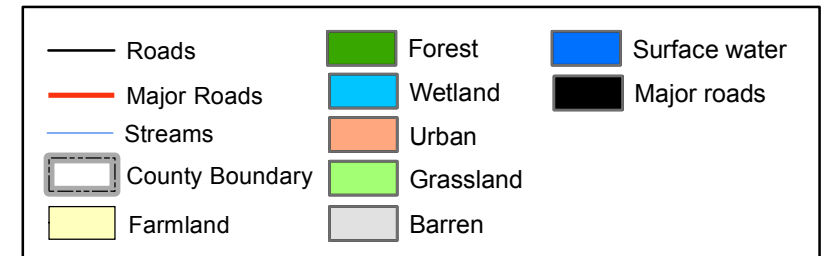 Roads
Major Roads
Streams
County Boundary
Farmland
Forest
Wetland
Urban
Grassland
Barren
Surface water
Major roads